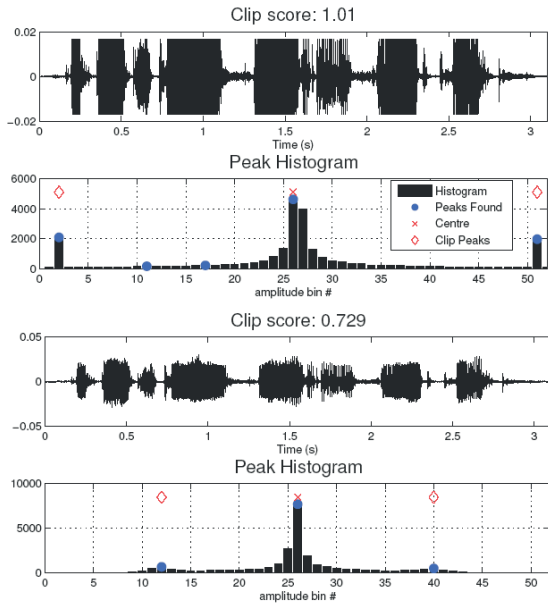 Clip score: 1.01
0.02
0
−0.02
0 0.5 1 1.5 2 2.5 3
Time (s)
Peak Histogram
6000
4000
2000
0
Histogram
Peaks Found
Centre
Clip Peaks
0 5 10 15 20 25 30 35 40 45 50
amplitude bin #
Clip score: 0.729
0.05
0
−0.05
0 0.5 1 1.5 2 2.5 3
Time (s)
Peak Histogram
10000
5000
0
0 5 10 15 20 25 30 35 40 45 50
amplitude bin #